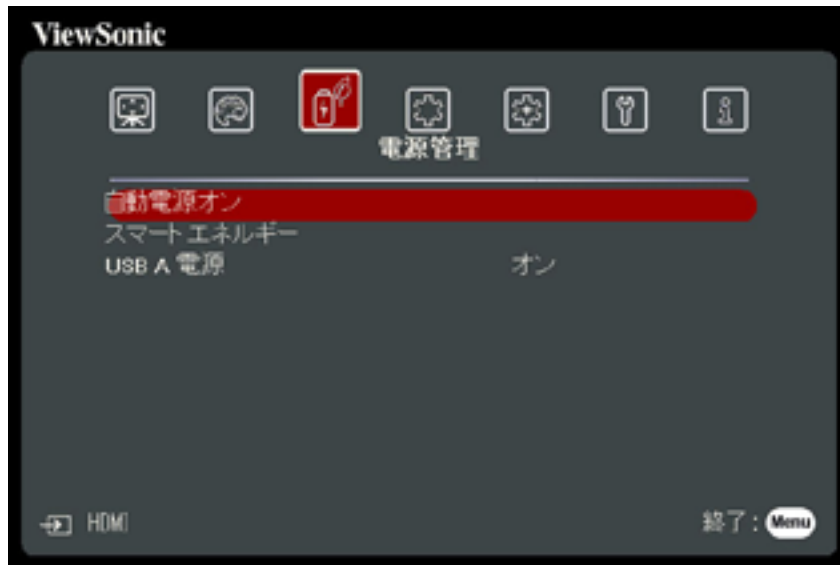 ViewSonic
電源管理
自動電源オン
スマートエネルギー
USB A 電源 オン
HDMI 終了: Menu